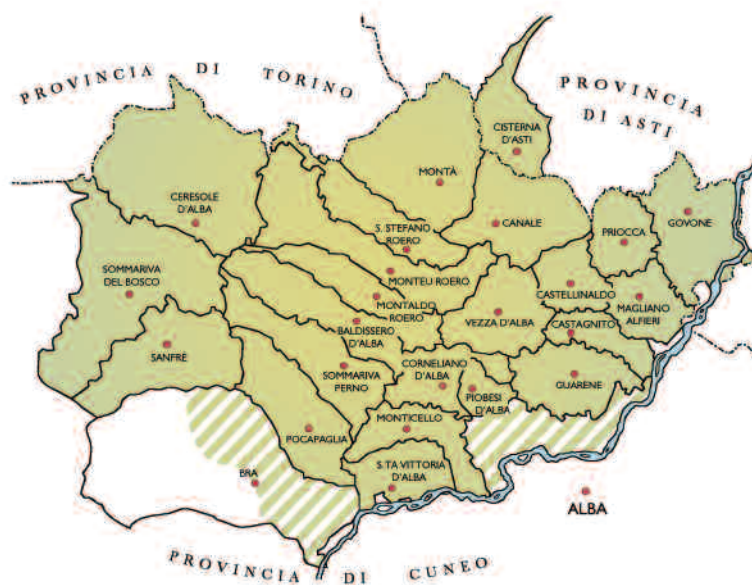 PROVINCIA DI TORINO
PROVINCIA
DI ASTI
CISTERNA
D'ASTI
MONTÀ
CERESOLE
D'ALBA
S. STEFANO
ROERO
CANALE
PRIOCCA
GOVONE
SOMMARIVA
DEL BOSCO
MONTEU ROERO
CASTELLINALDO
MONTALDO
ROERO
MAGLIANO
ALFIERI
VEZZA D'ALBA
CASTAGNITO
BALDISSERO
D'ALBA
SANFRÈ
SOMMARIVA
PERNO
CORNELIANO
D'ALBA
GUARENE
PIOBESI
D'ALBA
POCAPAGLIA
MONTICELLO
BRA
S. TA VITTORIA
D'ALBA
ALBA
PROVINCIA DI CUNEO